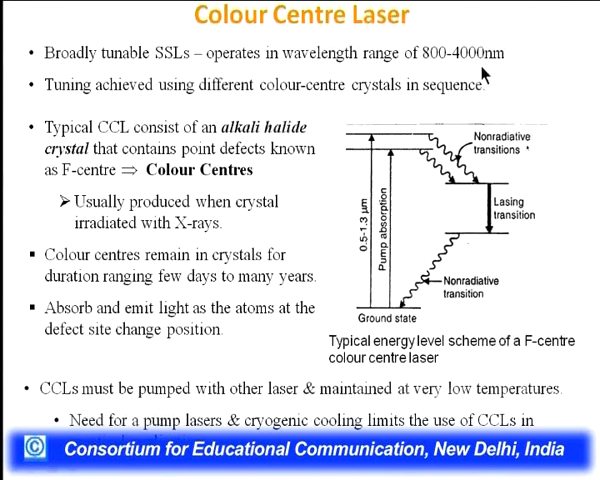 Colour Centre Laser
• Broadly tunable SSLs – operates in wavelength range of 800-4000nm
• Tuning achieved using different colour-centre crystals in sequence.
• Typical CCL consist of an alkali halide
crystal that contains point defects known
as F-centre ⇒ Colour Centres
➢ Usually produced when crystal
irradiated with X-rays.
▪ Colour centres remain in crystals for
duration ranging few days to many years.
▪ Absorb and emit light as the atoms at the
defect site change position.
Nonradiative
transitions *
Lasing
transition
0.5-1.3 µm
Pump absorption
Nonradiative
transition
Ground state
Typical energy level scheme of a F-centre
colour centre laser
• CCLs must be pumped with other laser & maintained at very low temperatures.
• Need for a pump lasers & cryogenic cooling limits the use of CCLs in
© Consortium for Educational Communication, New Delhi, India